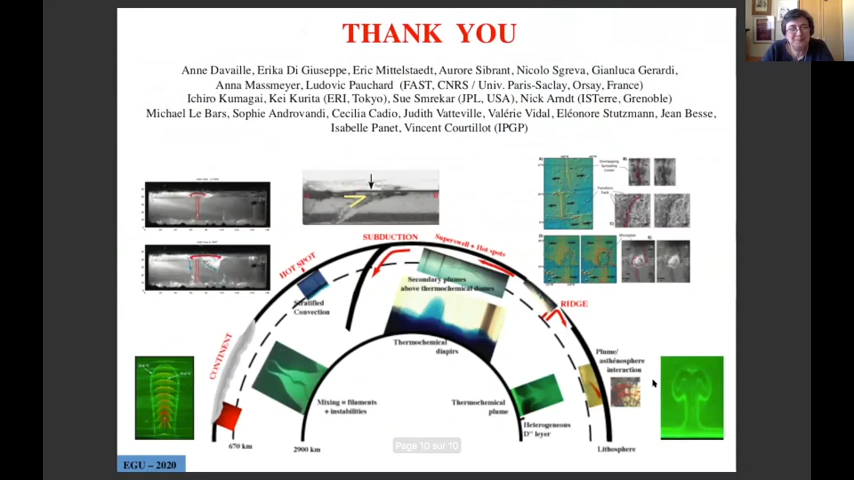 THANK YOU
Anne Davaille, Erika Di Giuseppe, Eric Mittelstaedt, Aurore Sibrant, Nicolo Sgreva, Gianluca Gerardi,
Anna Massmeyer, Ludovic Pauchard (FAST, CNRS / Univ. Paris-Saclay, Orsay, France)
Ichiro Kumagai, Kei Kurita (ERI, Tokyo), Sue Smrekar (JPL, USA), Nick Arndt (ISTerre, Grenoble)
Michael Le Bars, Sophie Androvandi, Cecilia Cadio, Judith Vatteville, Valérie Vidal, Eléonore Stutzmann, Jean Besse,
Isabelle Panet, Vincent Courtillot (IPGP)
SUBDUCTION
Superswell + Hot spots
HOT SPOT
Secondary plumes
above thermochemical domes
Stratified
Convection
RIDGE
CONTINENT
Thermochemical
diapirs
Plume/
asthénosphere
interaction
Mixing = filaments
+ instabilities
Thermochemical
plume
Heterogeneous
D" layer
670 km
2900 km
Page 10 sur 10
Lithosphere
EGU – 2020